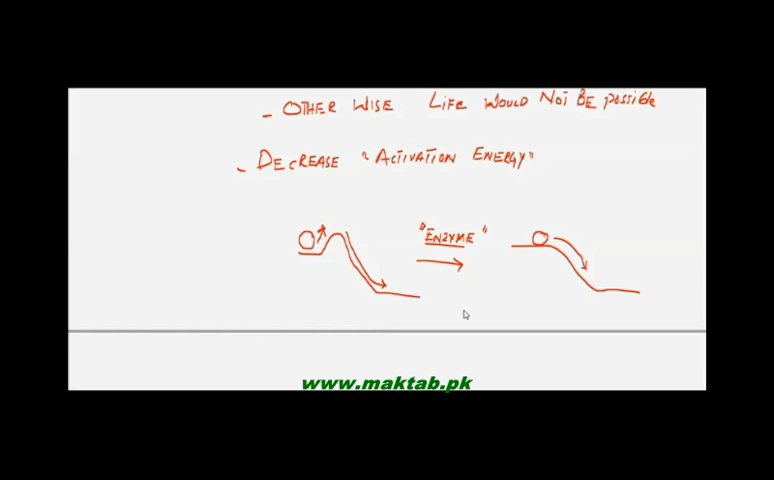 - OTHER WISE LIFE WOULD NOT BE possible
- DECREASE "ACTIVATION ENERGY"
"ENZYME"
www.maktab.pk